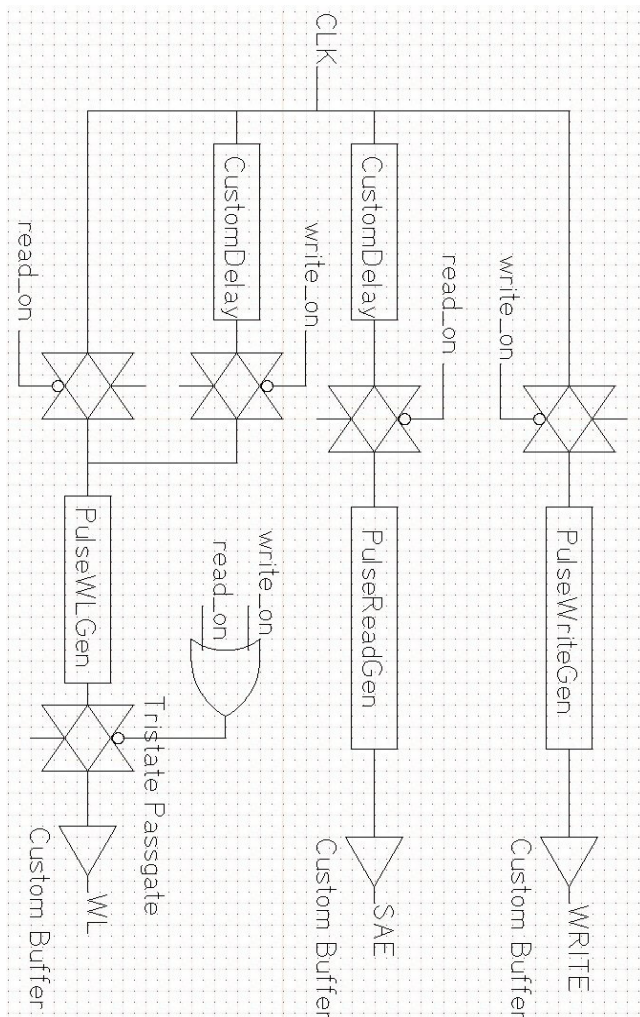 PulseWriteGen
WRITE
write_on
Custom Buffer
read_on
CustomDelay
PulseReadGen
SAE
CLK
Custom Buffer
write_on
write_on
CustomDelay
read_on
Tristate Passgate
PulseWLGen
WL
Custom Buffer
read_on